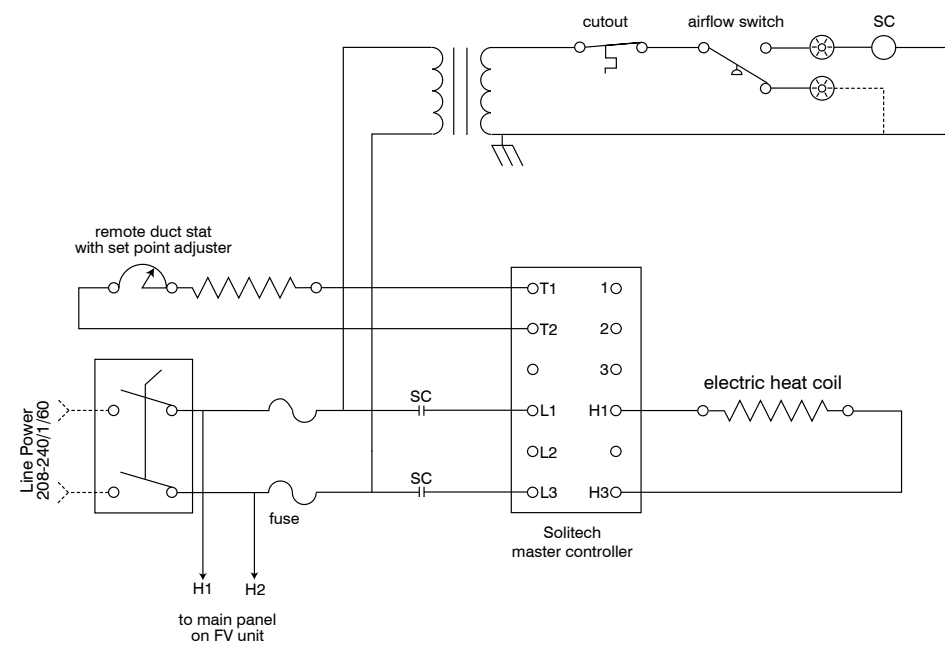 cutout
airflow switch
SC
remote duct stat
with set point adjuster
T1
1
T2
2
3
electric heat coil
Line Power
208-240/1/60
SC
L1
H1
L2
SC
L3
H3
fuse
Solitech
master controller
H1
H2
to main panel
on FV unit